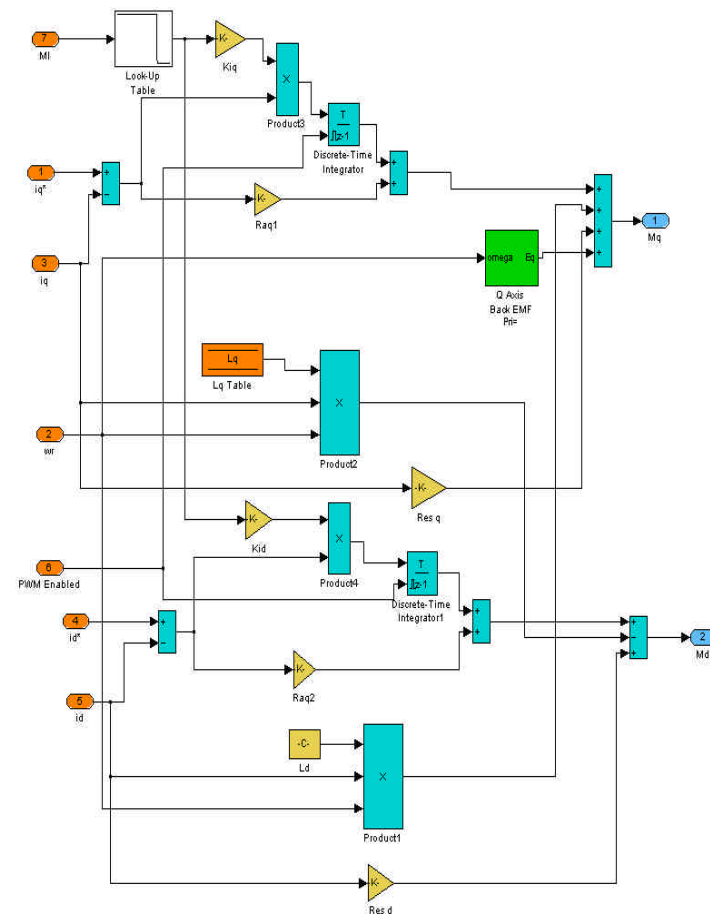 7
MI
Look-Up
Table
K-
Kiq
X
Product3
T
z-1
Discrete-Time
Integrator
+
+
1
iq*
+
−
K-
Raq1
3
iq
omega Eq
Q Axis
Back EMF
Pri=
+
+
+
+
1
Mq
Lq
Lq Table
X
Product2
2
wr
-K-
Res q
K-
Kid
X
Product4
6
PWM Enabled
T
z-1
Discrete-Time
Integrator1
4
id*
+
−
+
+
+
−
+
2
Md
K-
Raq2
5
id
-C-
Ld
X
Product1
K-
Res d